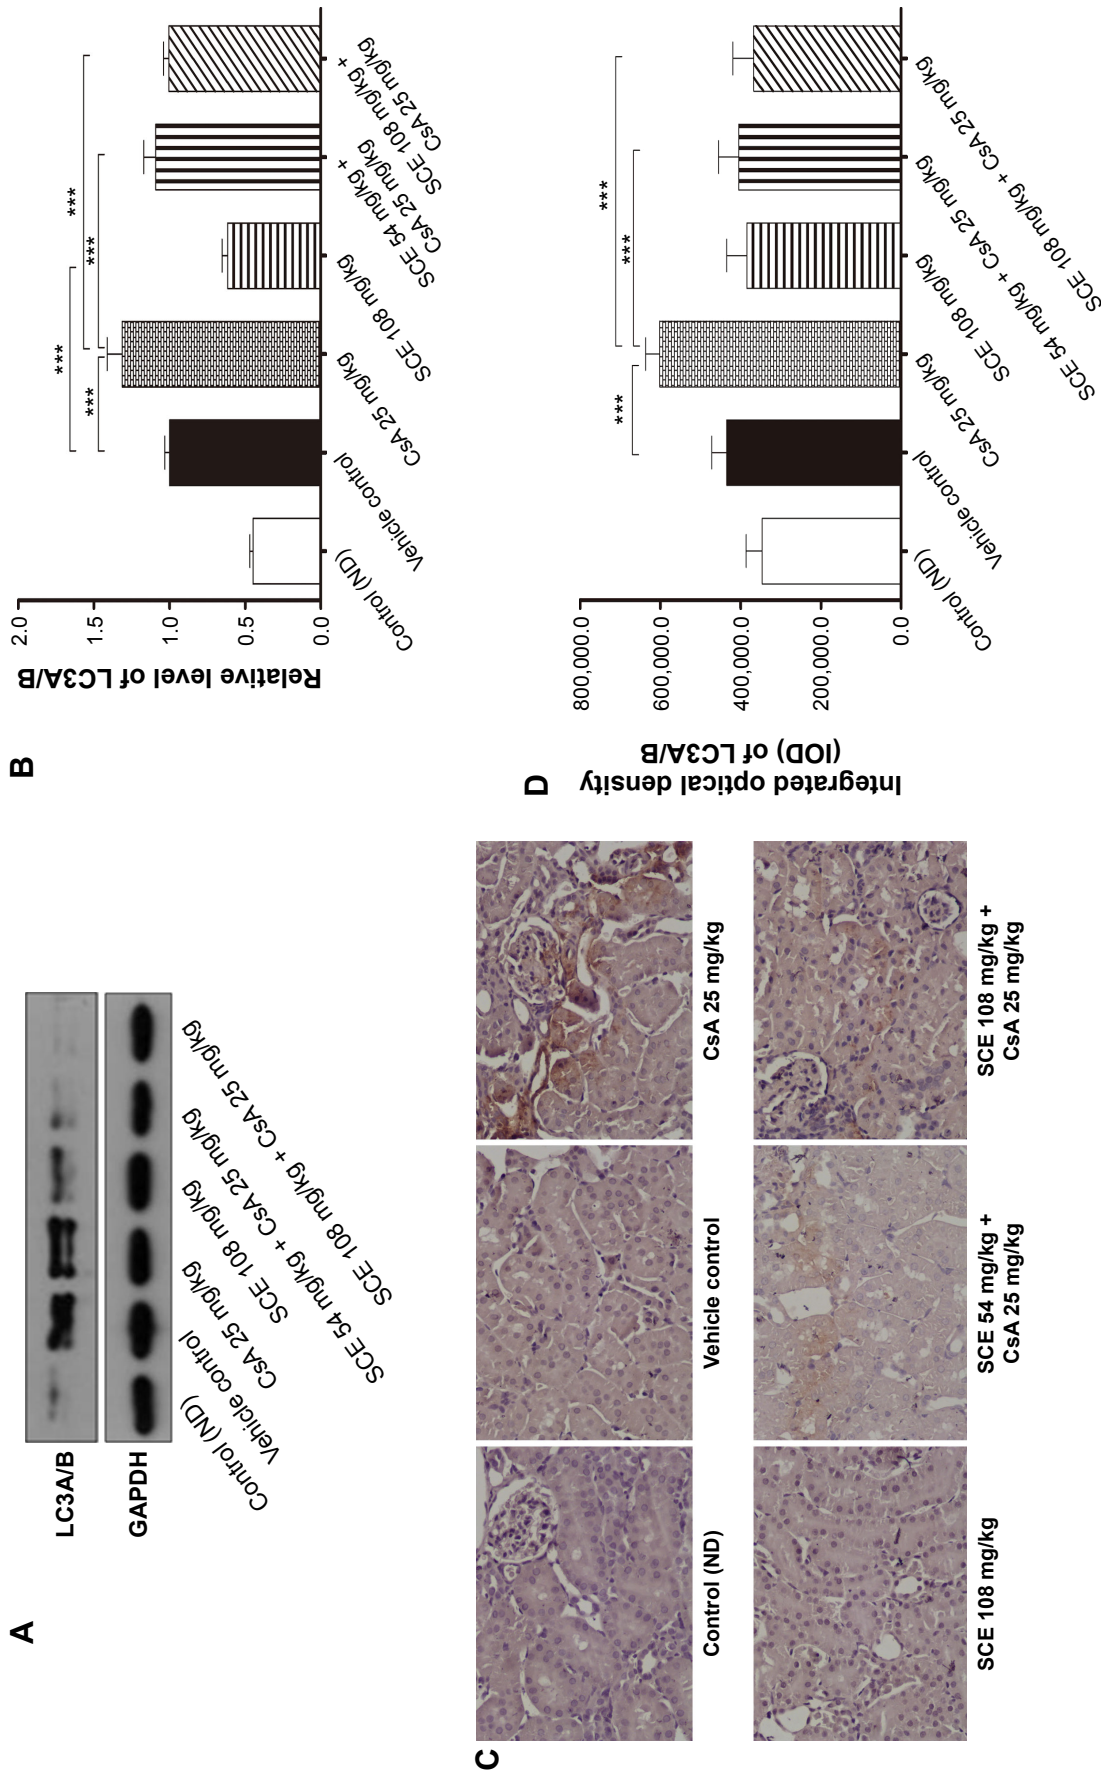 A
LC3A/B
GAPDH
Control (ND)
Vehicle control
CsA 25 mg/kg
SCE 108 mg/kg
SCE 54 mg/kg + CsA 25 mg/kg
SCE 108 mg/kg + CsA 25 mg/kg
B
Relative level of LC3A/B
2.0
1.5
1.0
0.5
0.0
***
***
***
***
Control (ND)
Vehicle control
CsA 25 mg/kg
SCE 108 mg/kg
SCE 54 mg/kg +
CsA 25 mg/kg
SCE 108 mg/kg +
CsA 25 mg/kg
C
Control (ND)
Vehicle control
CsA 25 mg/kg
SCE 108 mg/kg
SCE 54 mg/kg +
CsA 25 mg/kg
SCE 108 mg/kg +
CsA 25 mg/kg
D
Integrated optical density
(IOD) of LC3A/B
800,000.0
600,000.0
400,000.0
200,000.0
0.0
***
***
***
Control (ND)
Vehicle control
CsA 25 mg/kg
SCE 108 mg/kg
SCE 54 mg/kg + CsA 25 mg/kg
SCE 108 mg/kg + CsA 25 mg/kg